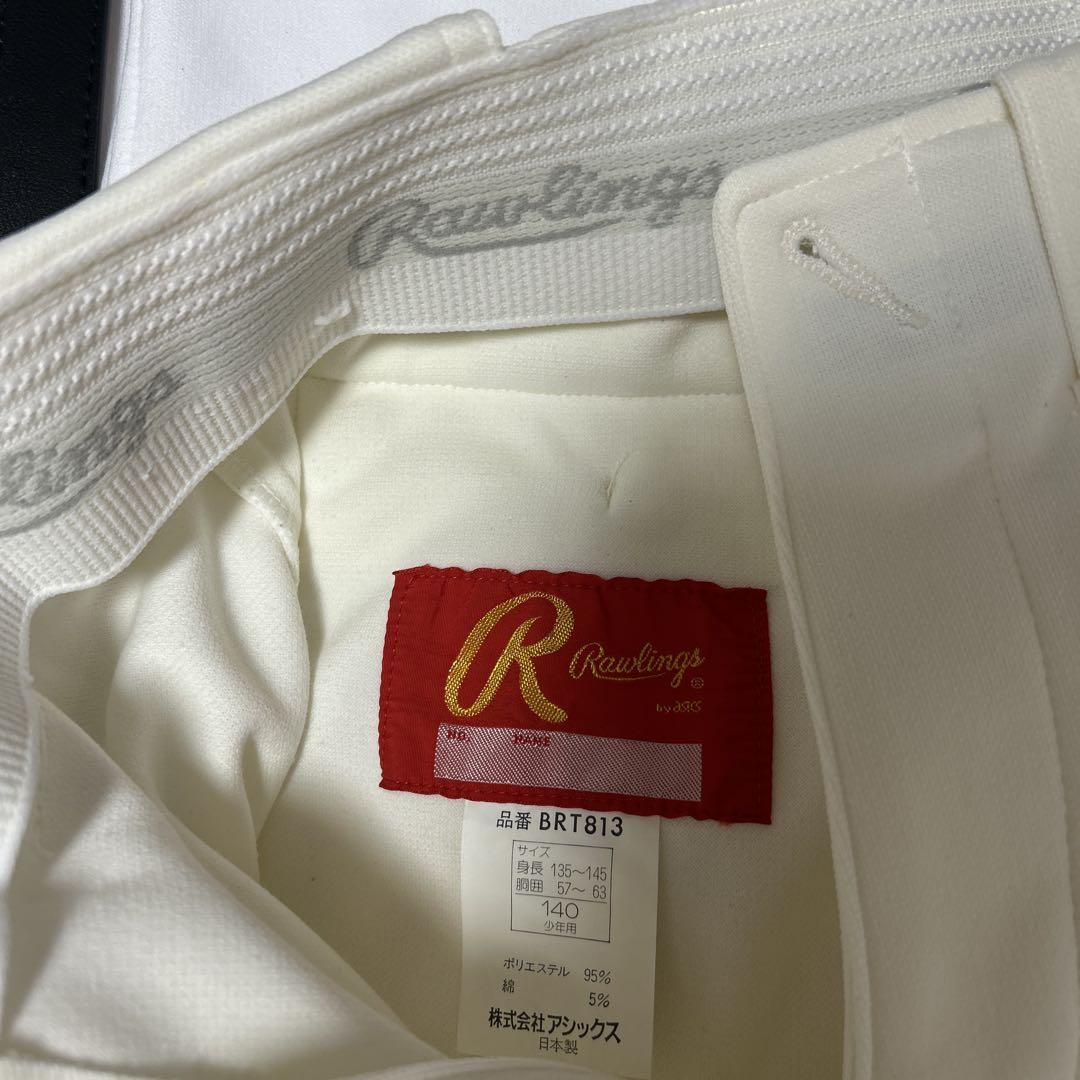 Rawlings
R
Rawlings
®
by asics
NO. NAME
品番 BRT813
サイズ
身長 135~145
胴囲 57~ 63
140
少年用
ポリエステル 95%
綿 5%
株式会社アシックス
日本製